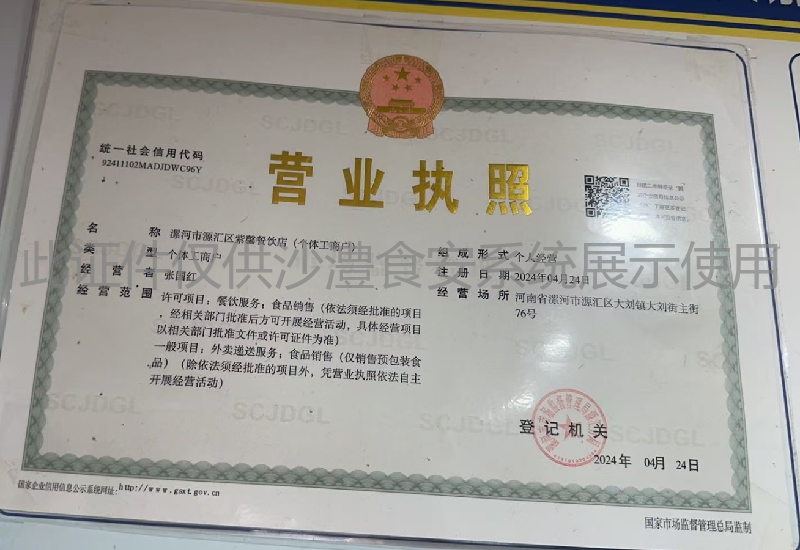 统一社会信用代码
92411102MADJDWC96Y
营业执照
名称 漯河市源汇区紫馨餐饮店（个体工商户）
类型 个体工商户
经营者 张国红
经营范围 许可项目：餐饮服务；食品销售（依法须经批准的项目
，经相关部门批准后方可开展经营活动，具体经营项目
以相关部门批准文件或许可证件为准）
一般项目：外卖递送服务；食品销售（仅销售预包装食
品）（除依法须经批准的项目外，凭营业执照依法自主
开展经营活动）
组成形式 个人经营
注册日期 2024年04月24日
经营场所 河南省漯河市源汇区大刘镇大刘街主街
76号
此证件仅供沙澧食安系统展示使用
登记机关
2024年 04月 24日
国家企业信用信息公示系统网址：http://www.gsxt.gov.cn
国家市场监督管理总局监制
SCJDGL
SCJDGL
SCJDGL
SCJDGL
SCJDGL